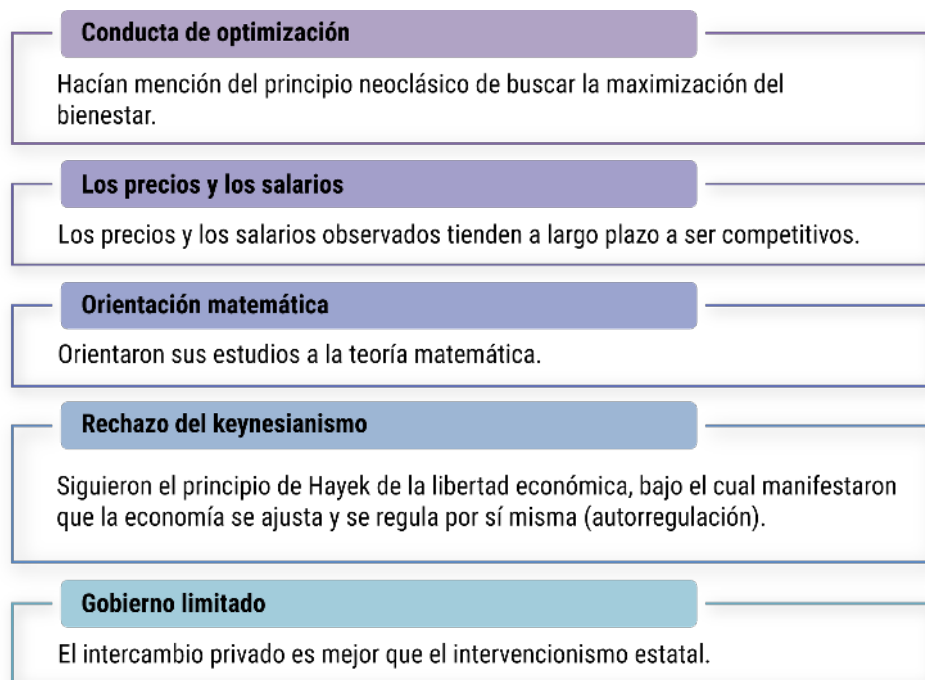 Conducta de optimización
Hacían mención del principio neoclásico de buscar la maximización del
bienestar.
Los precios y los salarios
Los precios y los salarios observados tienden a largo plazo a ser competitivos.
Orientación matemática
Orientaron sus estudios a la teoría matemática.
Rechazo del keynesianismo
Siguieron el principio de Hayek de la libertad económica, bajo el cual manifestaron
que la economía se ajusta y se regula por sí misma (autorregulación).
Gobierno limitado
El intercambio privado es mejor que el intervencionismo estatal.